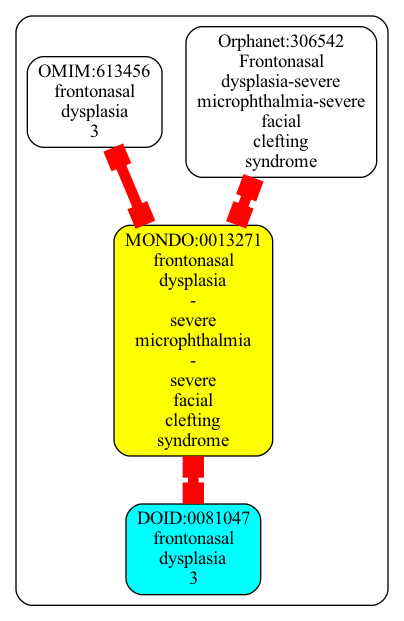 OMIM:613456
frontonasal
dysplasia
3
Orphanet:306542
Frontonasal
dysplasia-severe
microphthalmia-severe
facial
clefting
syndrome
MONDO:0013271
frontonasal
dysplasia
-
severe
microphthalmia
-
severe
facial
clefting
syndrome
DOID:0081047
frontonasal
dysplasia
3